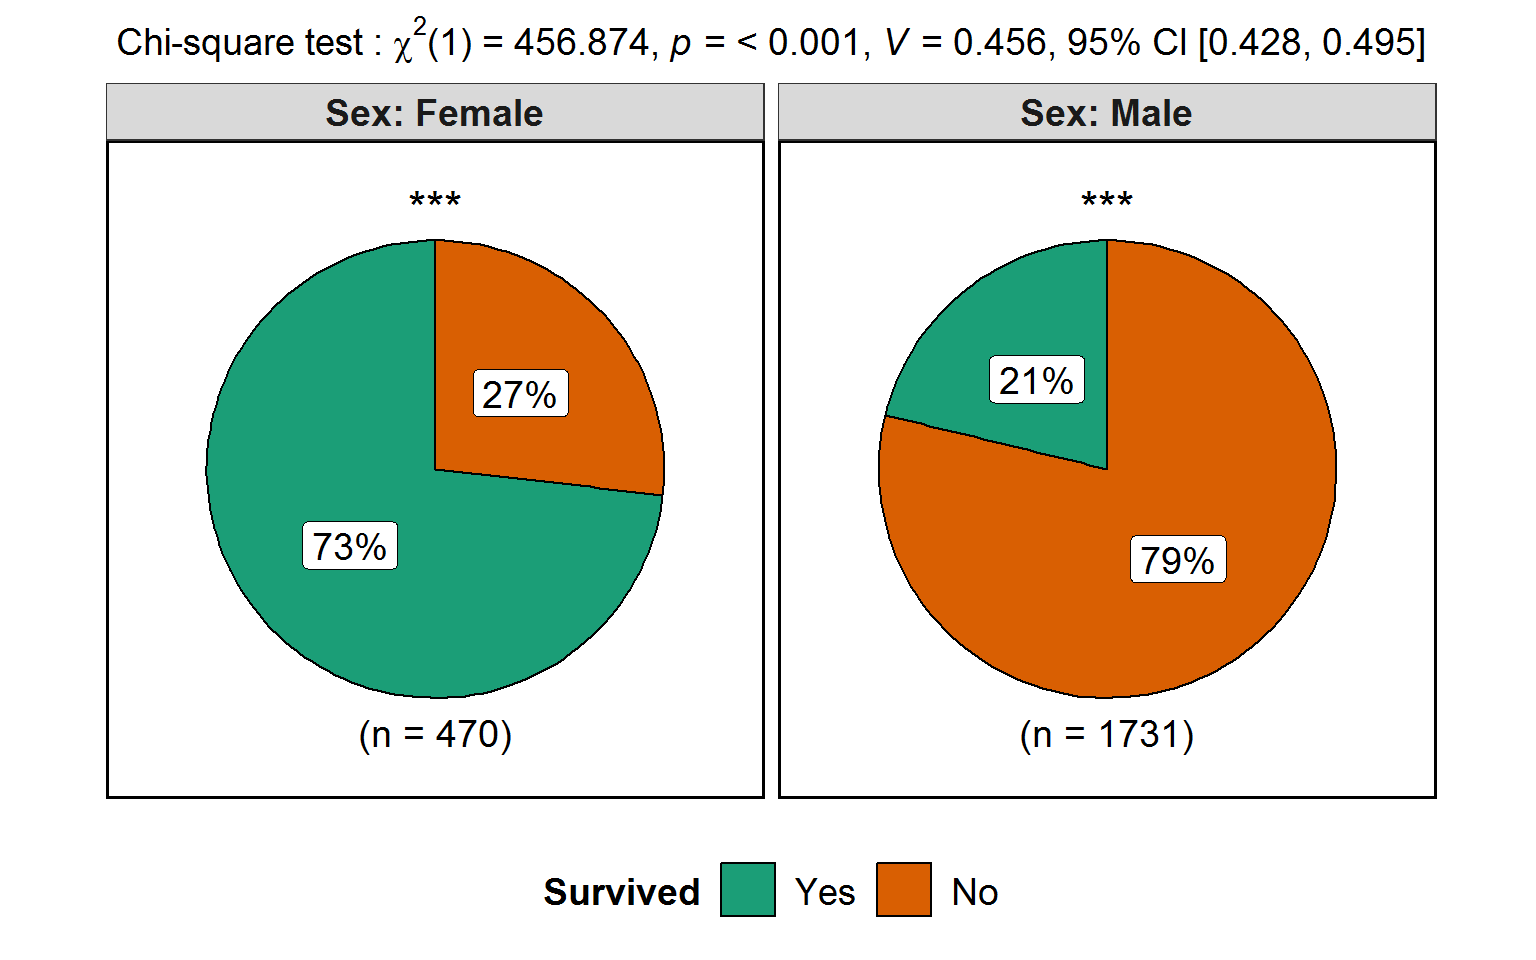 Chi-square test : χ²(1) = 456.874, p = < 0.001, V = 0.456, 95% CI [0.428, 0.495]
Sex: Female
***
27%
73%
(n = 470)
Sex: Male
***
21%
79%
(n = 1731)
Survived Yes No